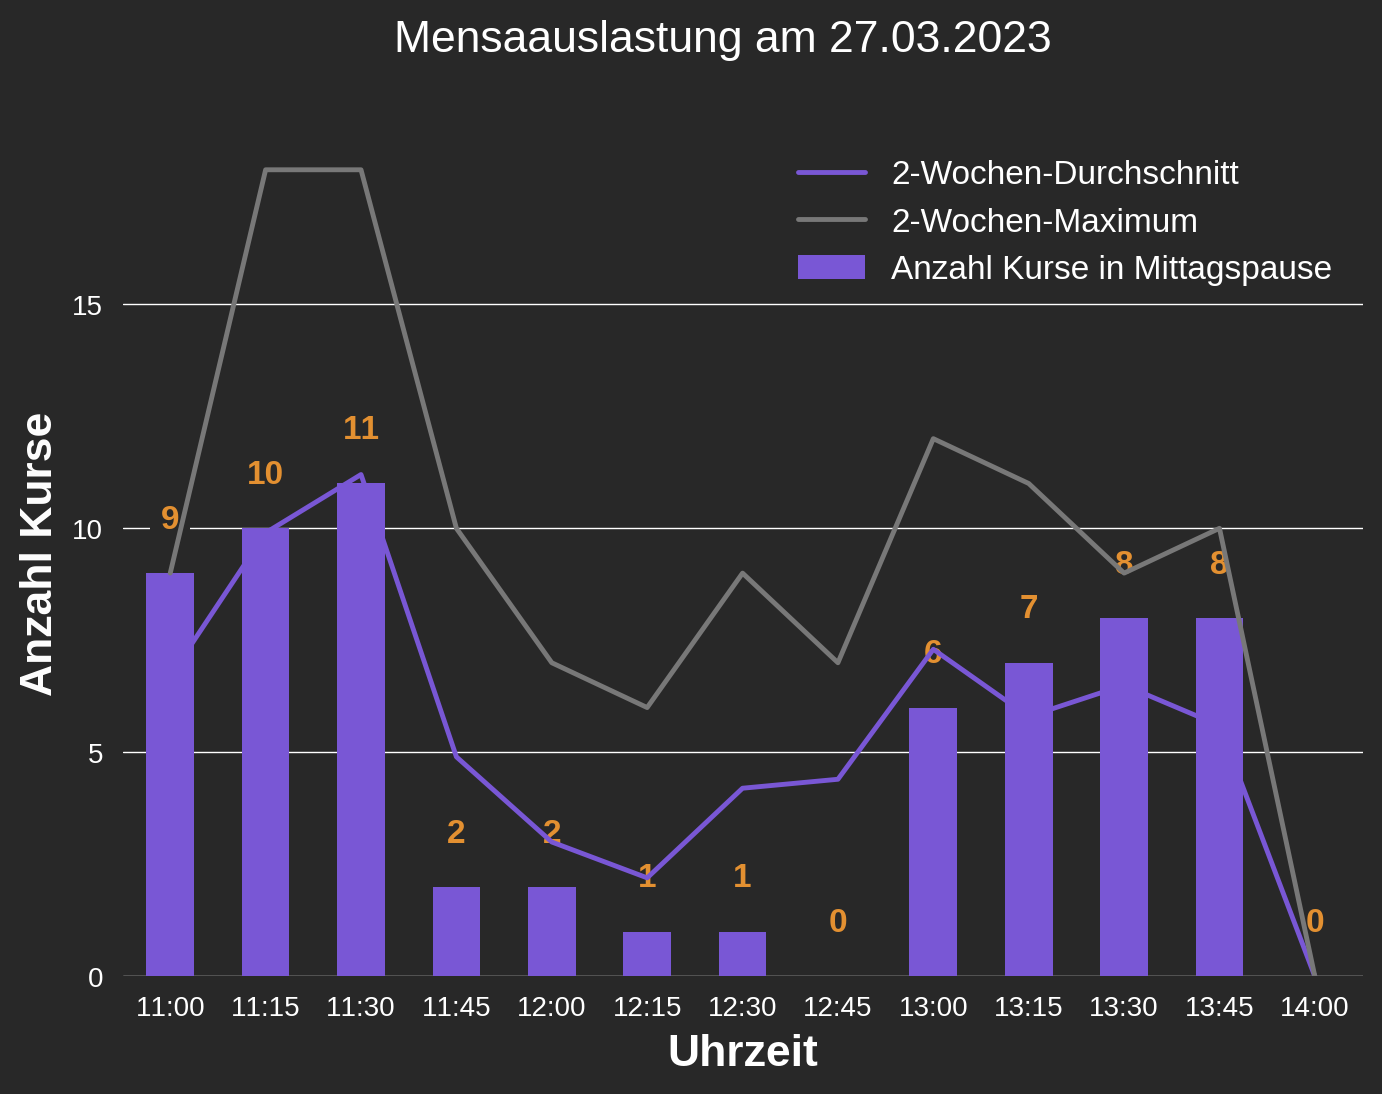 Mensaauslastung am 27.03.2023
2-Wochen-Durchschnitt
2-Wochen-Maximum
Anzahl Kurse in Mittagspause
Anzahl Kurse
15
10
5
0
9
10
11
2
2
1
1
0
6
7
8
8
0
11:00 11:15 11:30 11:45 12:00 12:15 12:30 12:45 13:00 13:15 13:30 13:45 14:00
Uhrzeit